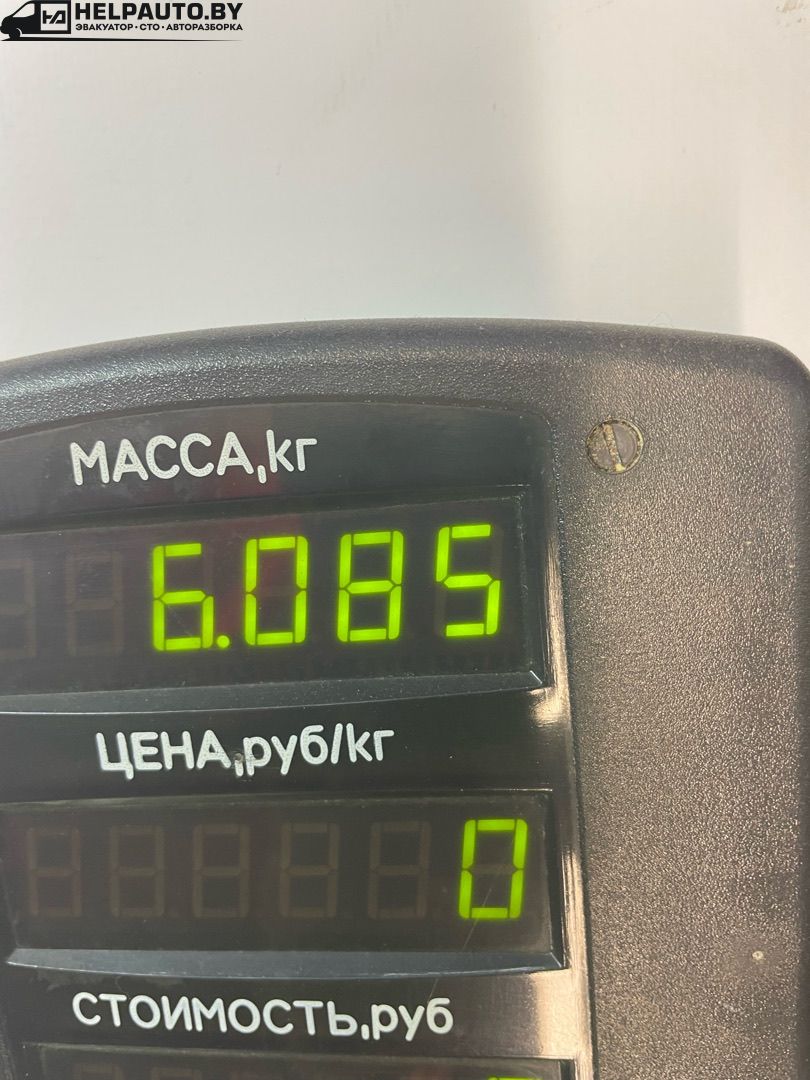 HELPAUTO.BY
ЭВАКУАТОР • СТО • АВТОРАЗБОРКА
МАССА,кг
6.085
ЦЕНА,руб/кг
0
СТОИМОСТЬ,руб